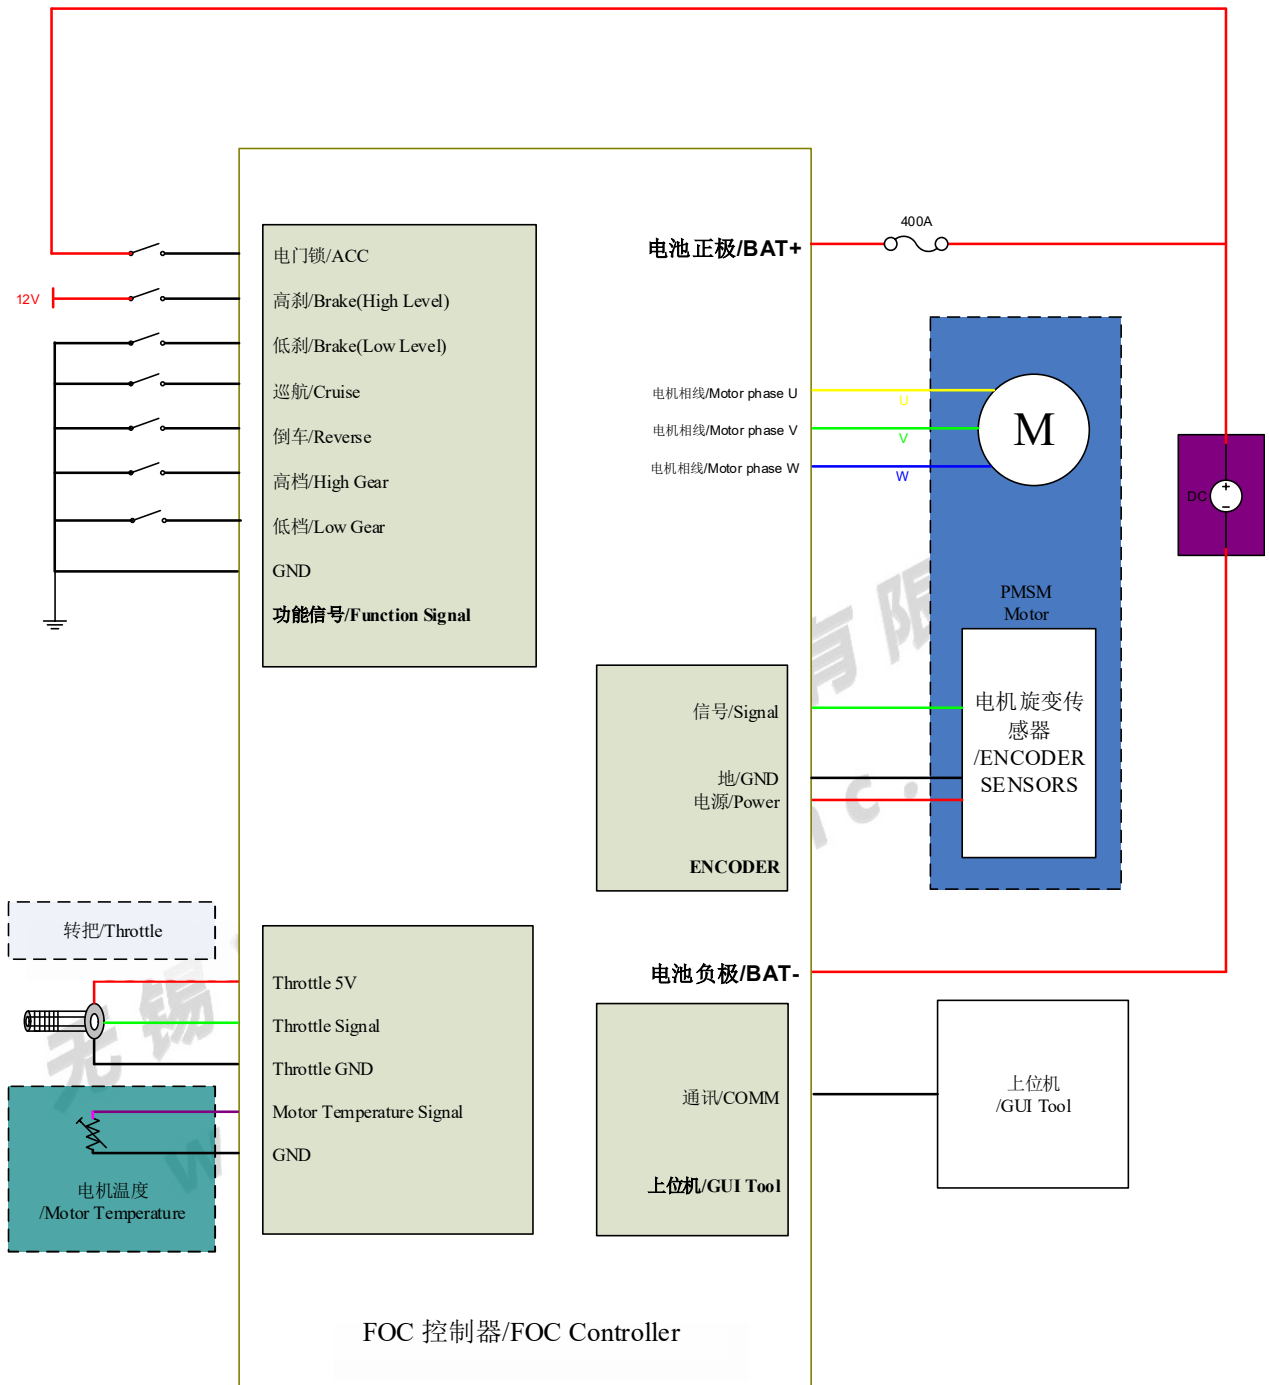 400A
电门锁/ACC
电池正极/BAT+
12V
高刹/Brake(High Level)
低刹/Brake(Low Level)
巡航/Cruise
倒车/Reverse
高档/High Gear
低档/Low Gear
GND
功能信号/Function Signal
电机相线/Motor phase U
U
电机相线/Motor phase V
V
电机相线/Motor phase W
W
M
DC
PMSM
Motor
信号/Signal
地/GND
电源/Power
ENCODER
电机旋变传
感器
/ENCODER
SENSORS
转把/Throttle
Throttle 5V
Throttle Signal
Throttle GND
Motor Temperature Signal
GND
电机温度
/Motor Temperature
电池负极/BAT-
通讯/COMM
上位机/GUI Tool
上位机
/GUI Tool
FOC 控制器/FOC Controller
无锡
有限